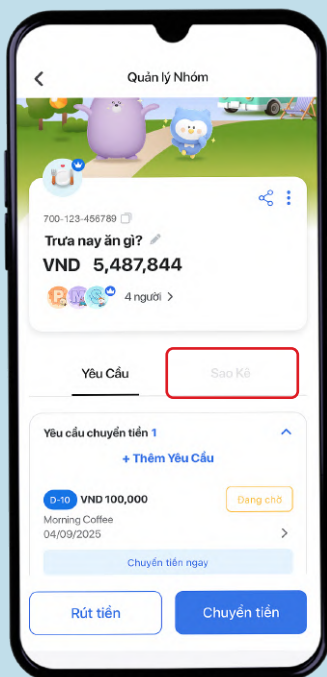 Quản lý Nhóm
700-123-456789
Trưa nay ăn gì?
VND 5,487,844
P M S 4 người >
Yêu Cầu
Sao Kê
Yêu cầu chuyển tiền 1
+ Thêm Yêu Cầu
D-10 VND 100,000 Đang chờ
Morning Coffee
04/09/2025
Chuyển tiền ngay
Rút tiền
Chuyển tiền